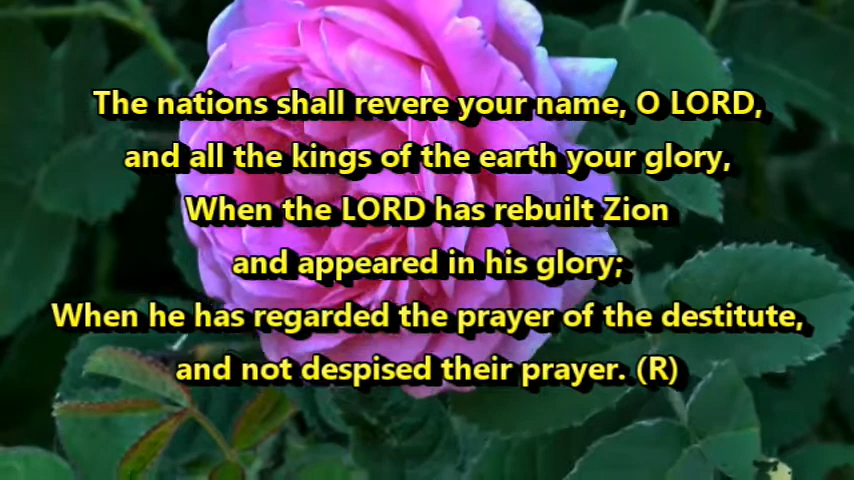 The nations shall revere your name, O LORD,
and all the kings of the earth your glory,
When the LORD has rebuilt Zion
and appeared in his glory;
When he has regarded the prayer of the destitute,
and not despised their prayer. (R)